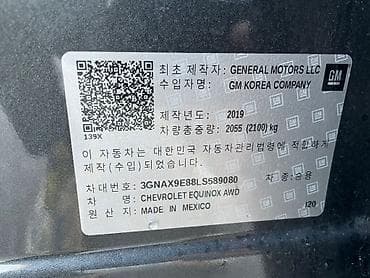 최초 제작자: GENERAL MOTORS LLC
수입자명: GM KOREA COMPANY
GM
제작년도: 2019
차량총중량: 2055 (2100) kg
139X
이 자동차는 대한민국 자동차관리법령에 적합하게
제작되었습니다.
차대번호: 3GNAX9E88LS589080
차명: CHEVROLET EQUINOX AWD
차종: 승용
원산지: MADE IN MEXICO
I20